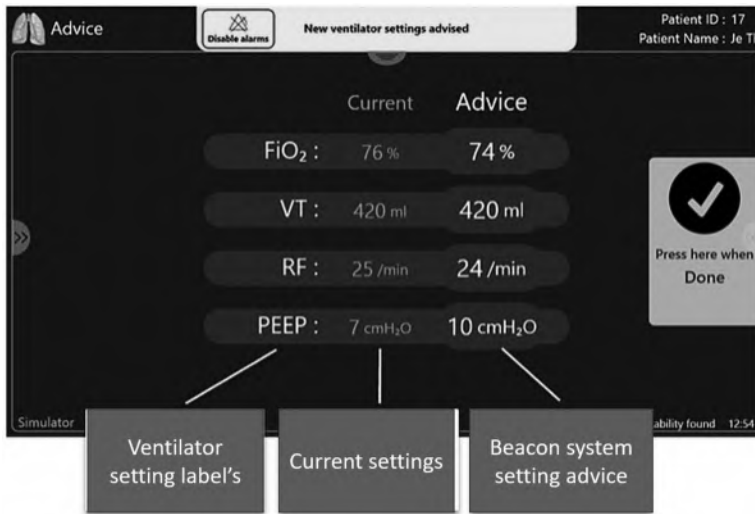 Advice
Disable alarms
New ventilator settings advised
Patient ID : 17
Patient Name : Je Th
Current Advice
FiO₂ : 76 % 74 %
VT : 420 ml 420 ml
RF : 25 /min 24 /min
PEEP : 7 cmH₂O 10 cmH₂O
Press here when
Done
Simulator
ability found 12:54
Ventilator
setting label's
Current settings
Beacon system
setting advice